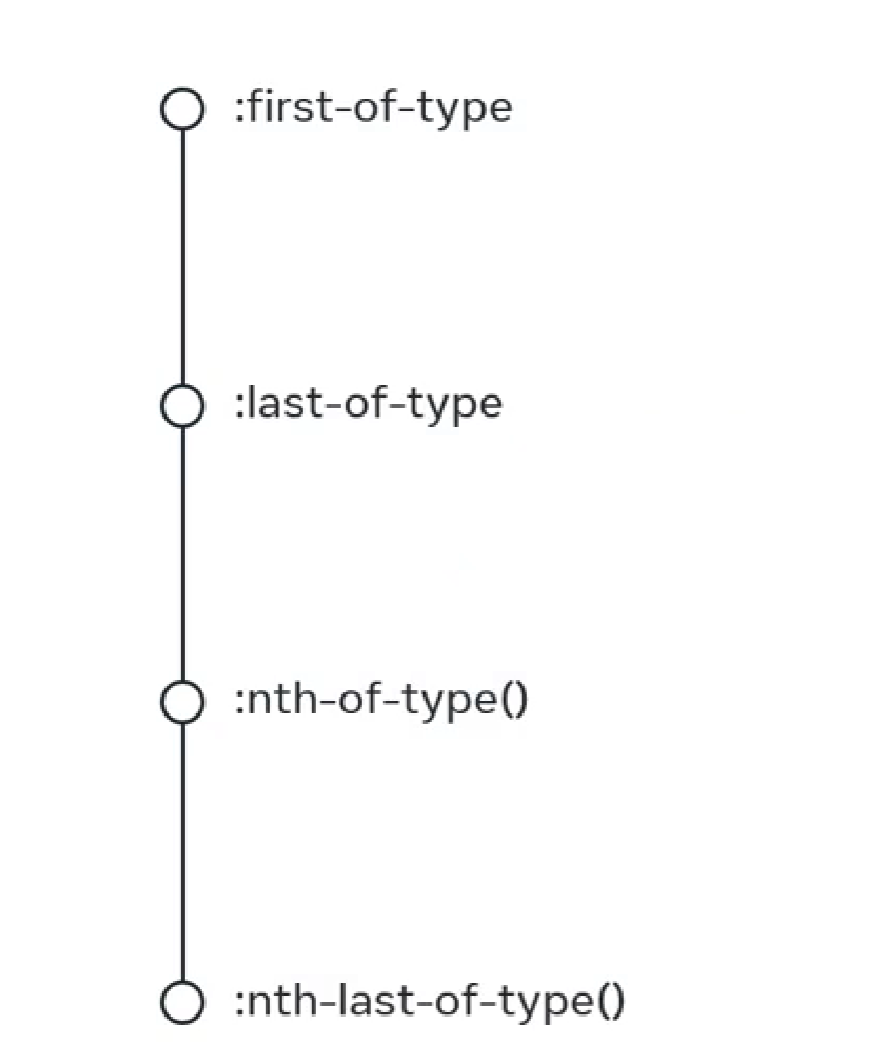 :first-of-type
:last-of-type
:nth-of-type()
:nth-last-of-type()